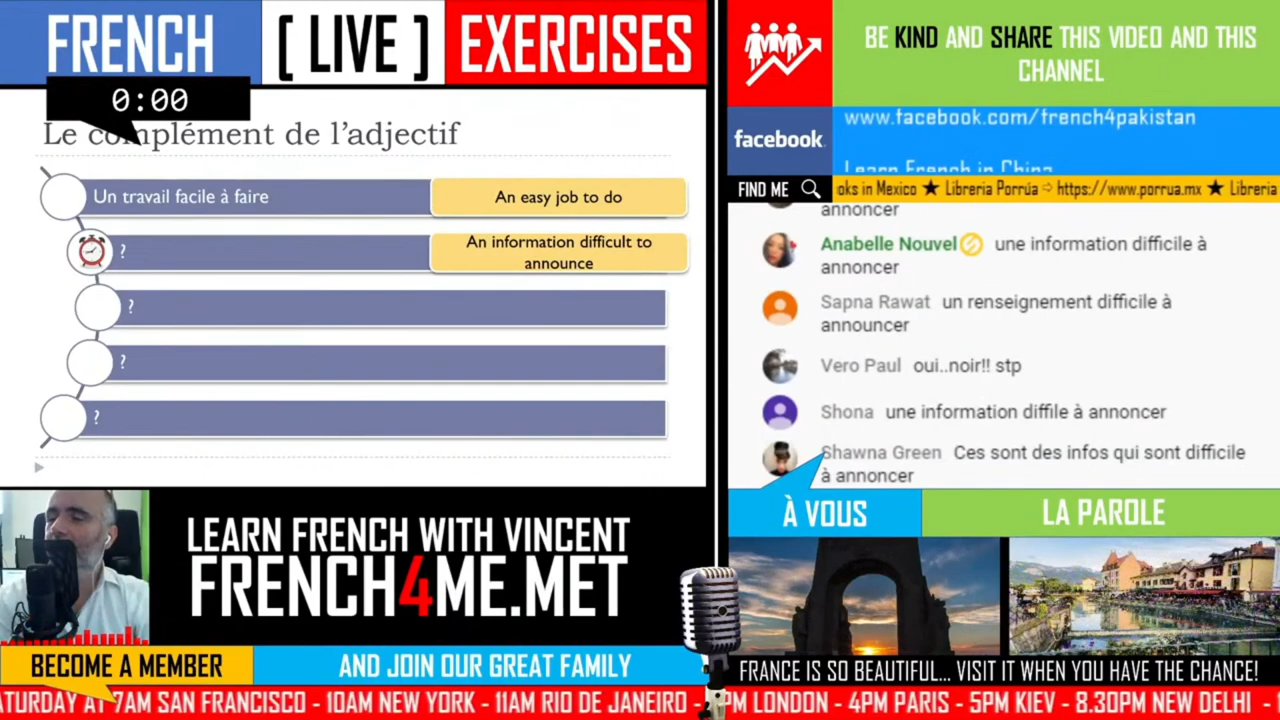 FRENCH [ LIVE ] EXERCISES
0:00
Le complément de l’adjectif
Un travail facile à faire
An easy job to do
?
An information difficult to
announce
?
?
?
LEARN FRENCH WITH VINCENT
FRENCH4ME.MET
BECOME A MEMBER
AND JOIN OUR GREAT FAMILY
BE KIND AND SHARE THIS VIDEO AND THIS
CHANNEL
facebook
www.facebook.com/french4pakistan
Learn French in China
FIND ME
in Mexico ★ Libreria Porrúa ⇨ https://www.porrua.mx ★ Libreria
annoncer
Anabelle Nouvel une information difficile à
annoncer
Sapna Rawat un renseignement difficile à
announcer
Vero Paul oui..noir!! stp
Shona une information diffile à annoncer
Shawna Green Ces sont des infos qui sont difficile
à annoncer
À VOUS
LA PAROLE
FRANCE IS SO BEAUTIFUL... VISIT IT WHEN YOU HAVE THE CHANCE!
AT 7AM SAN FRANCISCO - 10AM NEW YORK - 11AM RIO DE JANEIRO - PM LONDON - 4PM PARIS - 5PM KIEV - 8.30PM NEW DELHI -